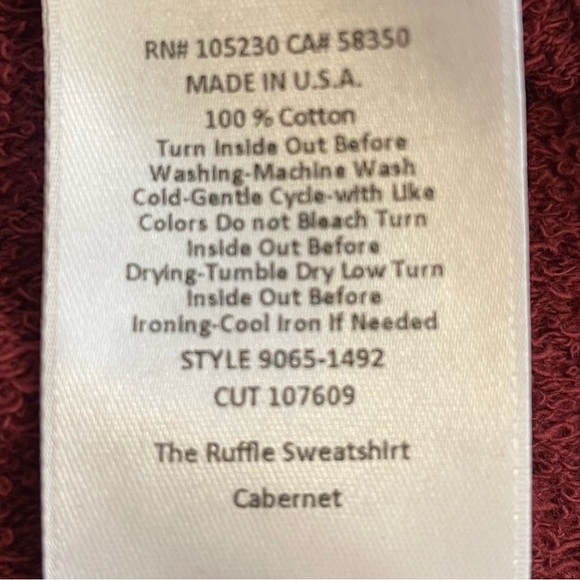 RN# 105230 CA# 58350
MADE IN U.S.A.
100 % Cotton
Turn Inside Out Before
Washing-Machine Wash
Cold-Gentle Cycle-with Like
Colors Do not Bleach Turn
Inside Out Before
Drying-Tumble Dry Low Turn
Inside Out Before
Ironing-Cool Iron If Needed
STYLE 9065-1492
CUT 107609
The Ruffle Sweatshirt
Cabernet